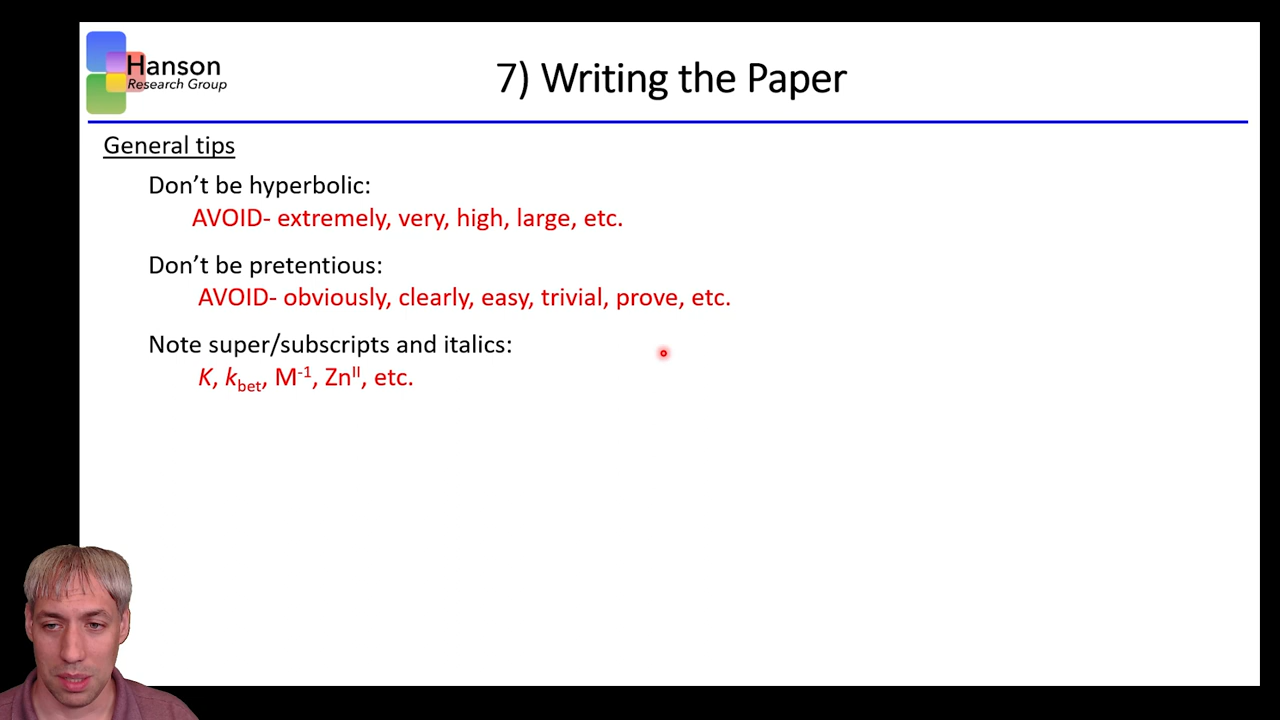 Hanson
Research Group
7) Writing the Paper
General tips
Don’t be hyperbolic:
AVOID- extremely, very, high, large, etc.
Don’t be pretentious:
AVOID- obviously, clearly, easy, trivial, prove, etc.
Note super/subscripts and italics:
K, k_bet, M⁻¹, Znᴵᴵ, etc.